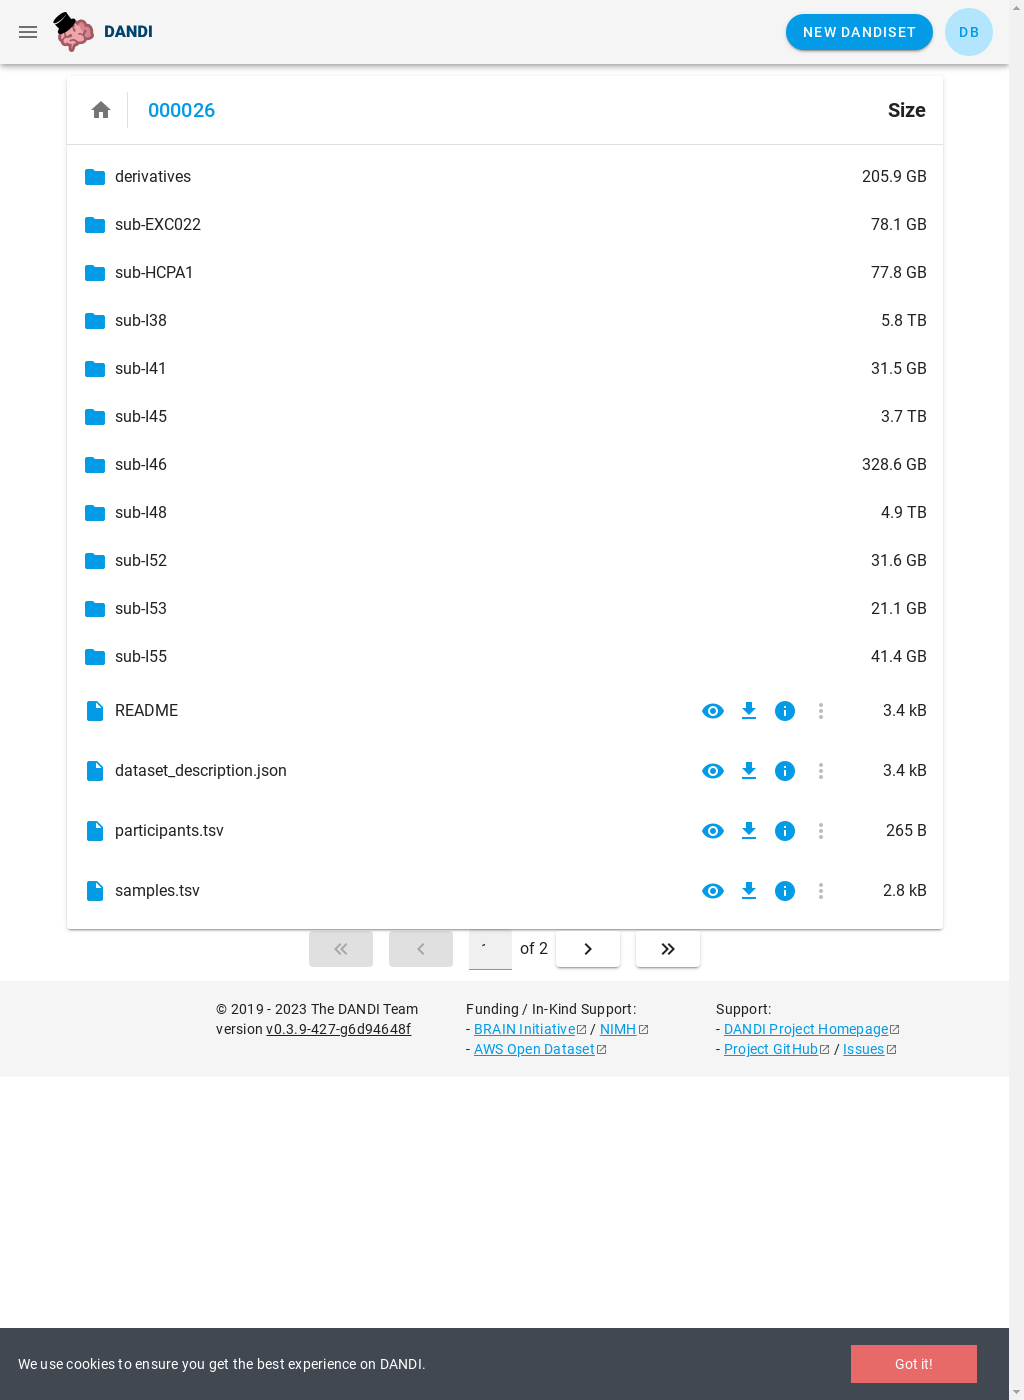 DANDI
NEW DANDISET
DB
000026
Size
derivatives 205.9 GB
sub-EXC022 78.1 GB
sub-HCPA1 77.8 GB
sub-I38 5.8 TB
sub-I41 31.5 GB
sub-I45 3.7 TB
sub-I46 328.6 GB
sub-I48 4.9 TB
sub-I52 31.6 GB
sub-I53 21.1 GB
sub-I55 41.4 GB
README 3.4 kB
dataset_description.json 3.4 kB
participants.tsv 265 B
samples.tsv 2.8 kB
of 2
© 2019 - 2023 The DANDI Team
version v0.3.9-427-g6d94648f
Funding / In-Kind Support:
- BRAIN Initiative / NIMH
- AWS Open Dataset
Support:
- DANDI Project Homepage
- Project GitHub / Issues
We use cookies to ensure you get the best experience on DANDI.
Got it!